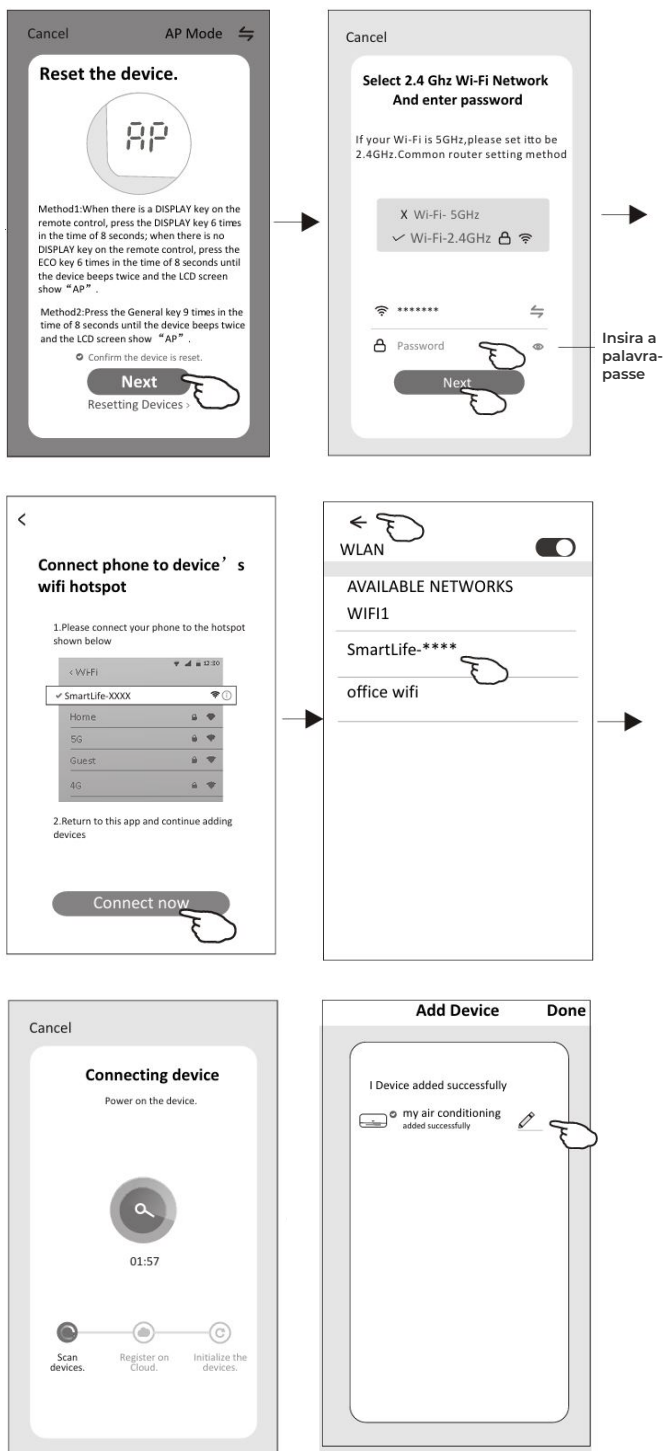 Cancel
AP Mode
Reset the device.
AP
Method1:When there is a DISPLAY key on the
remote control, press the DISPLAY key 6 times
in the time of 8 seconds; when there is no
DISPLAY key on the remote control, press the
ECO key 6 times in the time of 8 seconds until
the device beeps twice and the LCD screen
show “AP”.
Method2:Press the General key 9 times in the
time of 8 seconds until the device beeps twice
and the LCD screen show “AP”.
Confirm the device is reset.
Next
Resetting Devices >
Cancel
Select 2.4 Ghz Wi-Fi Network
And enter password
If your Wi-Fi is 5GHz,please set itto be
2.4GHz.Common router setting method
X Wi-Fi- 5GHz
Wi-Fi-2.4GHz
*******
Password
Next
Insira a
palavra-
passe
<
Connect phone to device’s
wifi hotspot
1.Please connect your phone to the hotspot
shown below
12:30
< Wi-Fi
SmartLife-XXXX
Home
5G
Guest
4G
2.Return to this app and continue adding
devices
Connect now
WLAN
AVAILABLE NETWORKS
WIFI1
SmartLife-****
office wifi
Cancel
Connecting device
Power on the device.
01:57
Scan
devices.
Register on
Cloud.
Initialize the
devices.
Add Device
Done
I Device added successfully
my air conditioning
added successfully